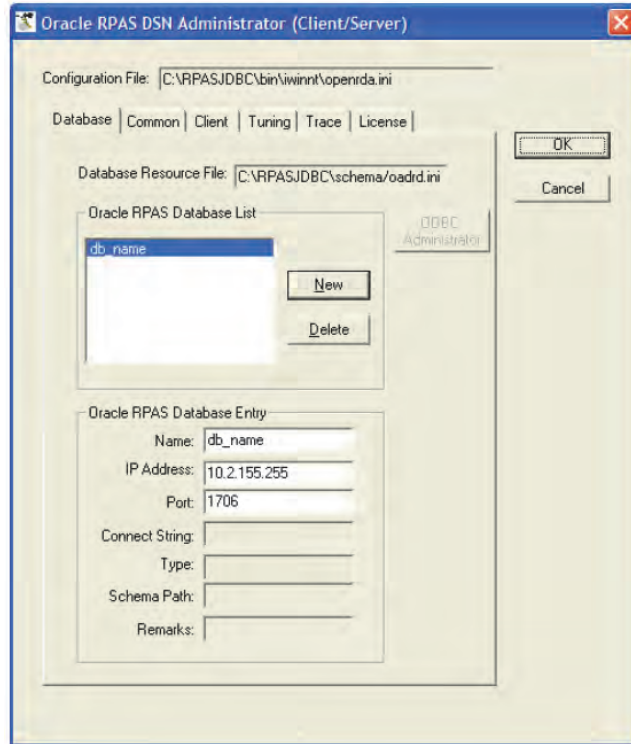 Oracle RPAS DSN Administrator (Client/Server)
Configuration File: C:\RPASJDBC\bin\iwinnt\openrda.ini
Database Common Client Tuning Trace License
OK
Database Resource File: C:\RPASJDBC\schema/oadrd.ini
Cancel
Oracle RPAS Database List
ODBC
Administrator
db_name
New
Delete
Oracle RPAS Database Entry
Name: db_name
IP Address: 10.2.155.255
Port: 1706
Connect String:
Type:
Schema Path:
Remarks: